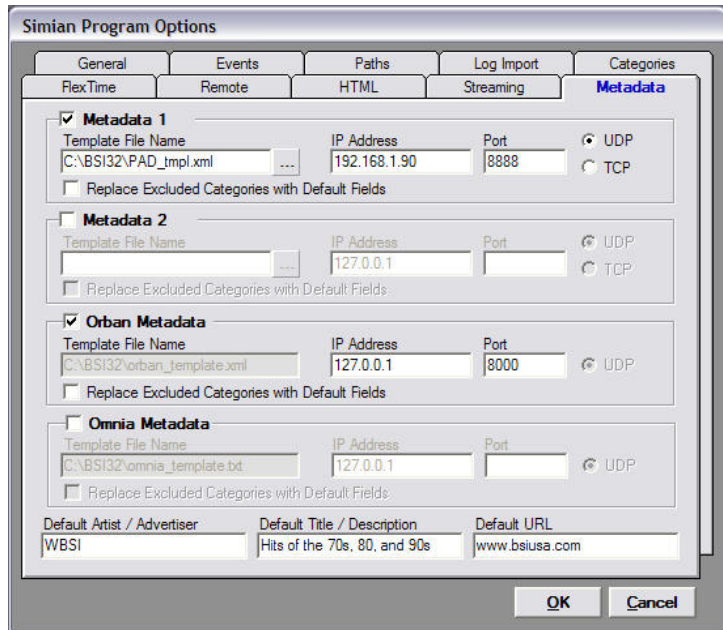 Simian Program Options
General Events Paths Log Import Categories
FlexTime Remote HTML Streaming Metadata
Metadata 1
Template File Name IP Address Port UDP
C:\BSI32\PAD_tmpl.xml ... 192.168.1.90 8888 TCP
Replace Excluded Categories with Default Fields
Metadata 2
Template File Name IP Address Port UDP
... 127.0.0.1 TCP
Replace Excluded Categories with Default Fields
Orban Metadata
Template File Name IP Address Port
C:\BSI32\orban_template.xml 127.0.0.1 8000 UDP
Replace Excluded Categories with Default Fields
Omnia Metadata
Template File Name IP Address Port
C:\BSI32\omnia_template.txt 127.0.0.1 UDP
Replace Excluded Categories with Default Fields
Default Artist / Advertiser Default Title / Description Default URL
WBSI Hits of the 70s, 80, and 90s www.bsiusa.com
OK Cancel